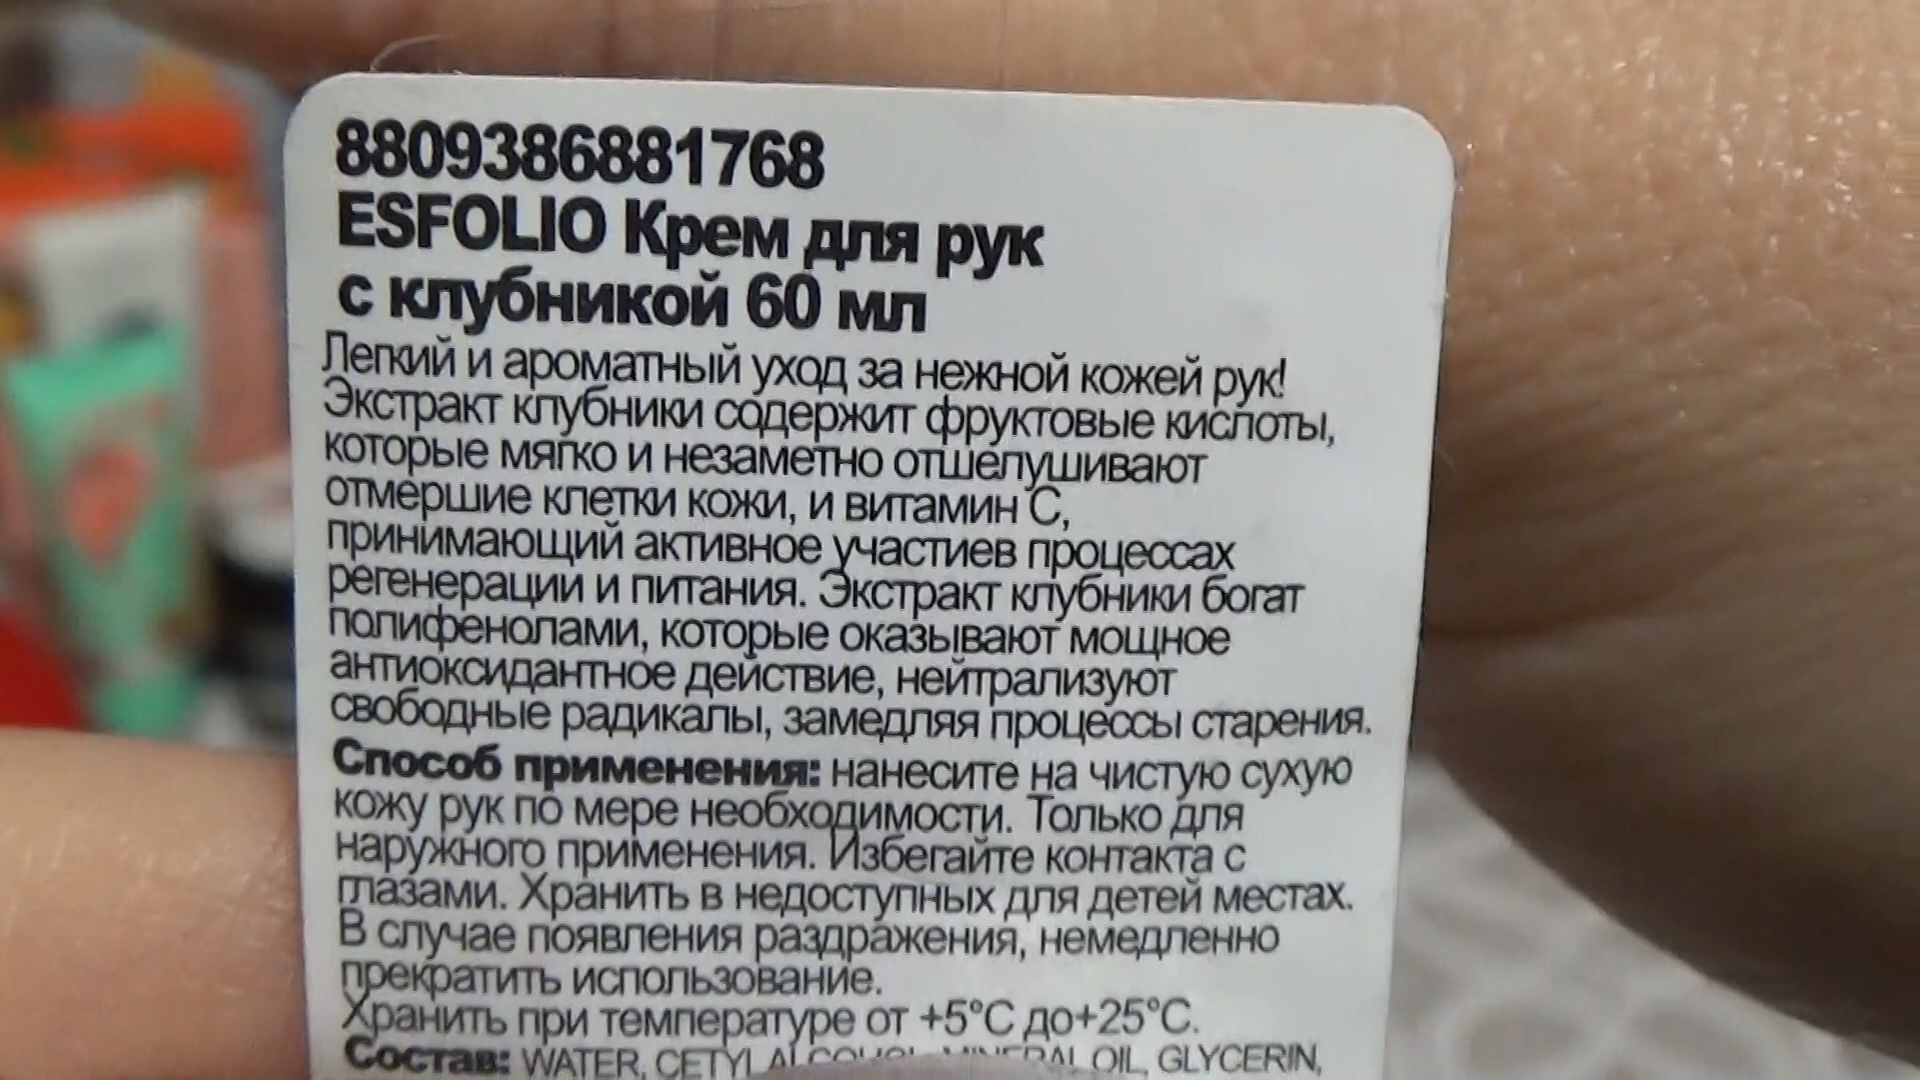 8809386881768
ESFOLIO Крем для рук
с клубникой 60 мл
Легкий и ароматный уход за нежной кожей рук!
Экстракт клубники содержит фруктовые кислоты,
которые мягко и незаметно отшелушивают
отмершие клетки кожи, и витамин С,
принимающий активное участиев процессах
регенерации и питания. Экстракт клубники богат
полифенолами, которые оказывают мощное
антиоксидантное действие, нейтрализуют
свободные радикалы, замедляя процессы старения.
Способ применения: нанесите на чистую сухую
кожу рук по мере необходимости. Только для
наружного применения. Избегайте контакта с
глазами. Хранить в недоступных для детей местах.
В случае появления раздражения, немедленно
прекратить использование.
Хранить при температуре от +5°С до+25°С.
Состав: WATER, CETYL ALCOHOL, MINERAL OIL, GLYCERIN,